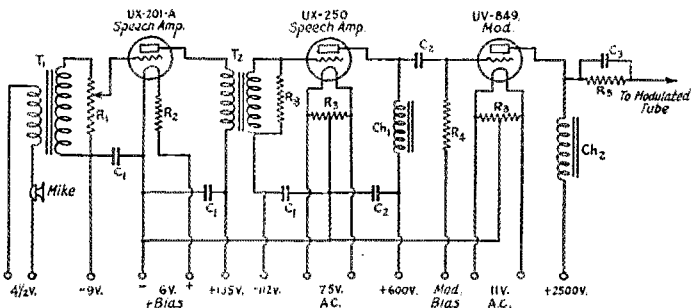 UX-201-A
Speech Amp.
UX-250
Speech Amp.
UV-849.
Mod.
T1
R1
R2
C1
Mike
C1
T2
R3
R3
C1
C2
C2
Ch1
R4
R3
C3
R5
To Modulated
Tube
Ch2
4½V.
-9V.
- 6V. +
+Bias
+135V.
-112V.
75V.
A.C.
+600V.
Mod.
Bias
11V.
A.C.
+2500V.